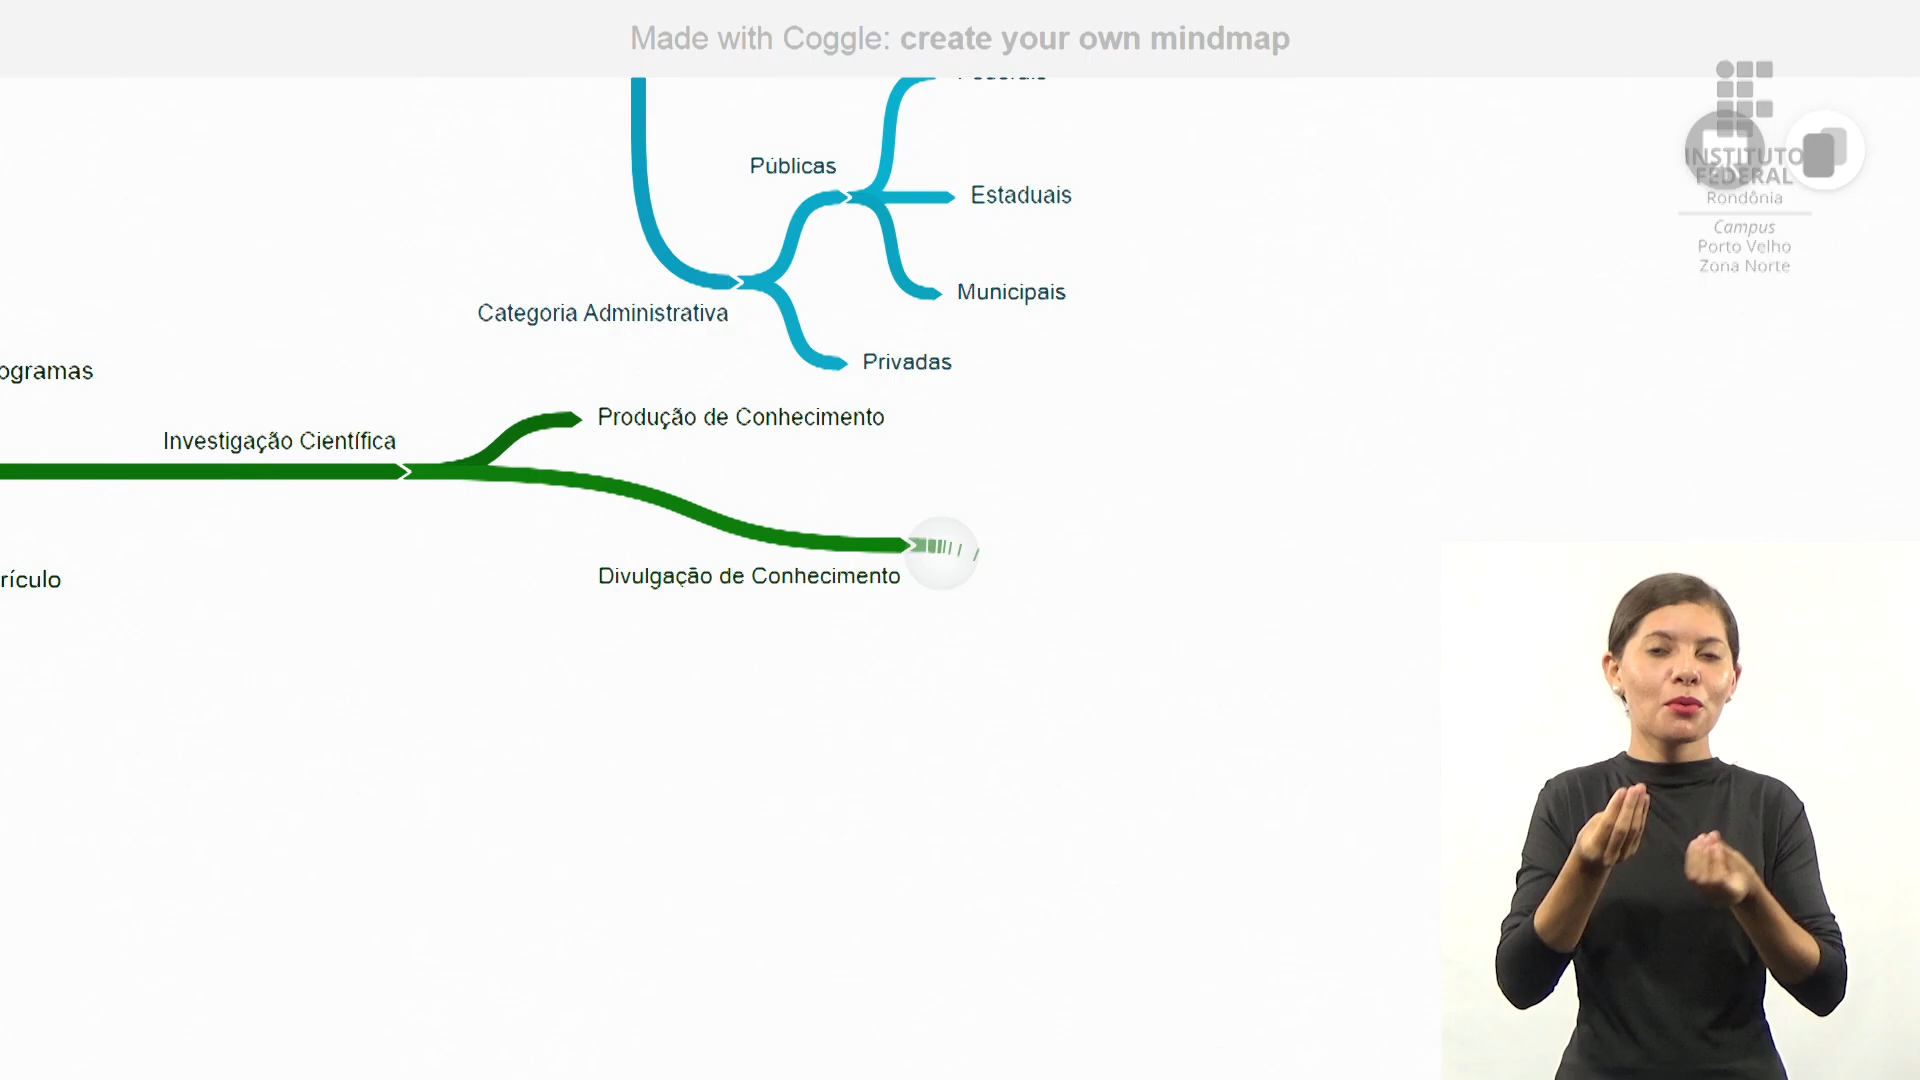 Made with Coggle: create your own mindmap
Públicas
Estaduais
Municipais
Categoria Administrativa
Privadas
ogramas
Produção de Conhecimento
Investigação Científica
Divulgação de Conhecimento
rículo
INSTITUTO
FEDERAL
Rondônia
Campus
Porto Velho
Zona Norte